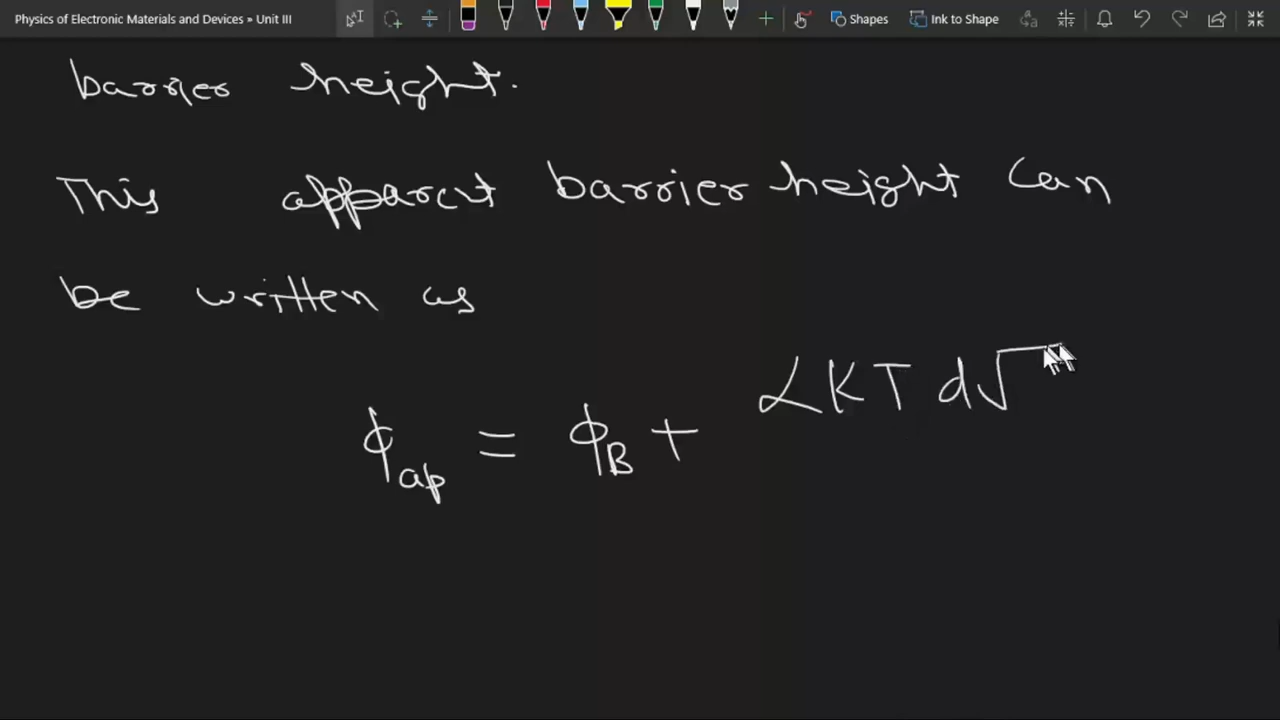 Physics of Electronic Materials and Devices » Unit III
Shapes
Ink to Shape
barrier height.
This apparent barrier height can
be written as
ϕap = ϕB + αKT d√